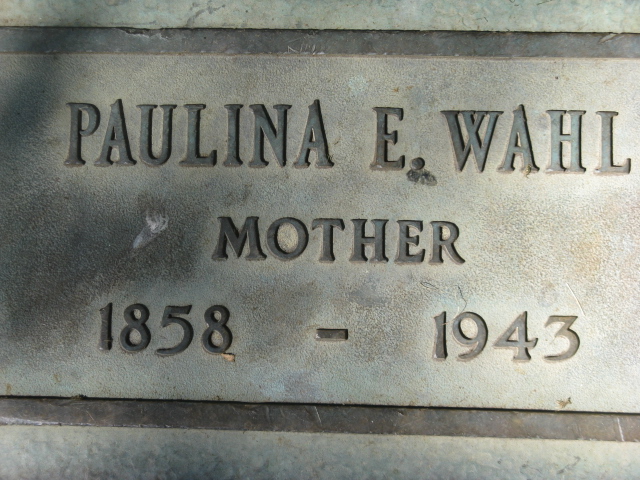 PAULINA E. WAHL
MOTHER
1858 - 1943